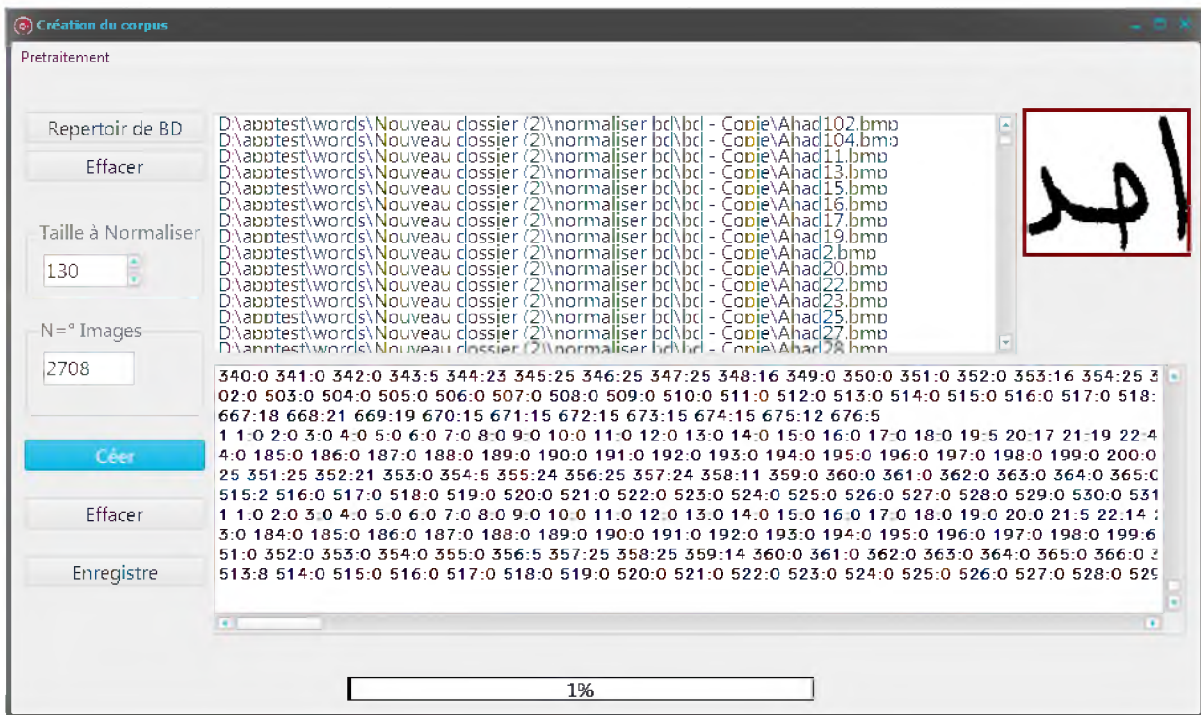 Création du corpus
Pretraitement
Repertoir de BD
Effacer
Taille à Normaliser
130
N=° Images
2708
Céer
Effacer
Enregistre
D:\apptest\words\Nouveau dossier (2)\normaliser bd\bd - Copie\Ahad102.bmp
D:\apptest\words\Nouveau dossier (2)\normaliser bd\bd - Copie\Ahad104.bmp
D:\apptest\words\Nouveau dossier (2)\normaliser bd\bd - Copie\Ahad11.bmp
D:\apptest\words\Nouveau dossier (2)\normaliser bd\bd - Copie\Ahad13.bmp
D:\apptest\words\Nouveau dossier (2)\normaliser bd\bd - Copie\Ahad15.bmp
D:\apptest\words\Nouveau dossier (2)\normaliser bd\bd - Copie\Ahad16.bmp
D:\apptest\words\Nouveau dossier (2)\normaliser bd\bd - Copie\Ahad17.bmp
D:\apptest\words\Nouveau dossier (2)\normaliser bd\bd - Copie\Ahad19.bmp
D:\apptest\words\Nouveau dossier (2)\normaliser bd\bd - Copie\Ahad2.bmp
D:\apptest\words\Nouveau dossier (2)\normaliser bd\bd - Copie\Ahad20.bmp
D:\apptest\words\Nouveau dossier (2)\normaliser bd\bd - Copie\Ahad22.bmp
D:\apptest\words\Nouveau dossier (2)\normaliser bd\bd - Copie\Ahad23.bmp
D:\apptest\words\Nouveau dossier (2)\normaliser bd\bd - Copie\Ahad25.bmp
D:\apptest\words\Nouveau dossier (2)\normaliser bd\bd - Copie\Ahad27.bmp
D:\apptest\words\Nouveau dossier (2)\normaliser bd\bd - Copie\Ahad28.bmp
احد
340:0 341:0 342:0 343:5 344:23 345:25 346:25 347:25 348:16 349:0 350:0 351:0 352:0 353:16 354:25
02:0 503:0 504:0 505:0 506:0 507:0 508:0 509:0 510:0 511:0 512:0 513:0 514:0 515:0 516:0 517:0 518:
667:18 668:21 669:19 670:15 671:15 672:15 673:15 674:15 675:12 676:5
1 1:0 2:0 3:0 4:0 5:0 6:0 7:0 8:0 9:0 10:0 11:0 12:0 13:0 14:0 15:0 16:0 17:0 18:0 19:5 20:17 21:19 22:4
4:0 185:0 186:0 187:0 188:0 189:0 190:0 191:0 192:0 193:0 194:0 195:0 196:0 197:0 198:0 199:0 200:0
25 351:25 352:21 353:0 354:5 355:24 356:25 357:24 358:11 359:0 360:0 361:0 362:0 363:0 364:0 365:0
515:2 516:0 517:0 518:0 519:0 520:0 521:0 522:0 523:0 524:0 525:0 526:0 527:0 528:0 529:0 530:0 531
1 1:0 2:0 3:0 4:0 5:0 6:0 7:0 8:0 9:0 10:0 11:0 12:0 13:0 14:0 15:0 16:0 17:0 18:0 19:0 20:0 21:5 22:14
3:0 184:0 185:0 186:0 187:0 188:0 189:0 190:0 191:0 192:0 193:0 194:0 195:0 196:0 197:0 198:0 199:6
51:0 352:0 353:0 354:0 355:0 356:5 357:25 358:25 359:14 360:0 361:0 362:0 363:0 364:0 365:0 366:0
513:8 514:0 515:0 516:0 517:0 518:0 519:0 520:0 521:0 522:0 523:0 524:0 525:0 526:0 527:0 528:0 529
1%